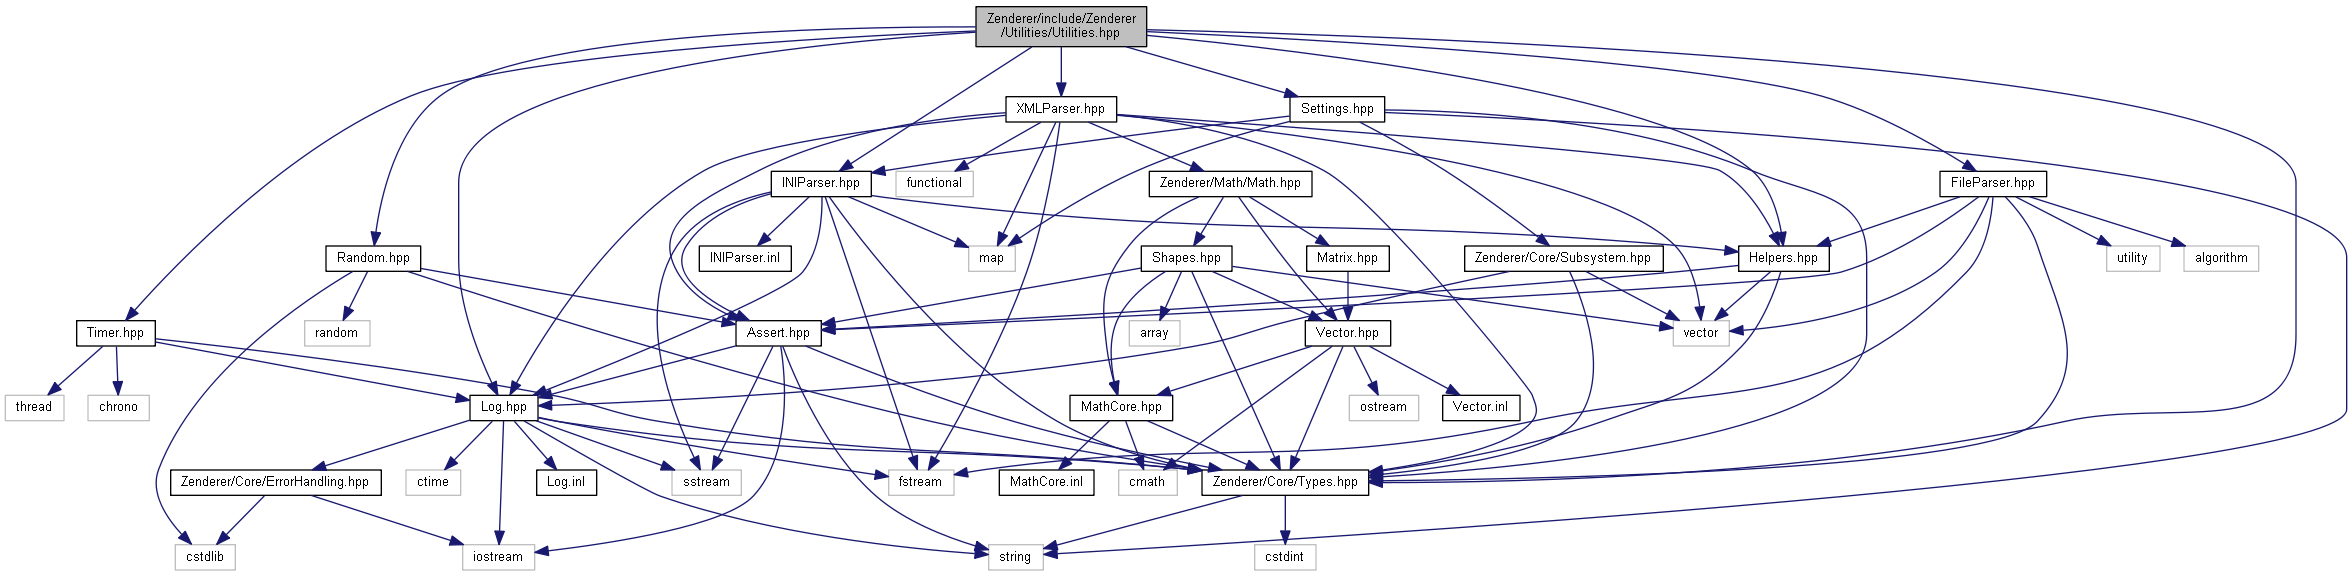 Zenderer/include/Zenderer
/Utilities/Utilities.hpp
XMLParser.hpp
Settings.hpp
INIParser.hpp
functional
Zenderer/Math/Math.hpp
FileParser.hpp
Random.hpp
INIParser.inl
map
Shapes.hpp
Matrix.hpp
Zenderer/Core/Subsystem.hpp
Helpers.hpp
utility
algorithm
Timer.hpp
random
Assert.hpp
array
Vector.hpp
vector
thread
chrono
Log.hpp
MathCore.hpp
ostream
Vector.inl
Zenderer/Core/ErrorHandling.hpp
ctime
Log.inl
sstream
fstream
MathCore.inl
cmath
Zenderer/Core/Types.hpp
cstdlib
iostream
string
cstdint